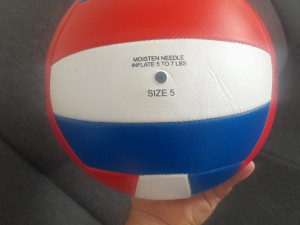 MOISTEN NEEDLE
INFLATE 5 TO 7 LBS
SIZE 5